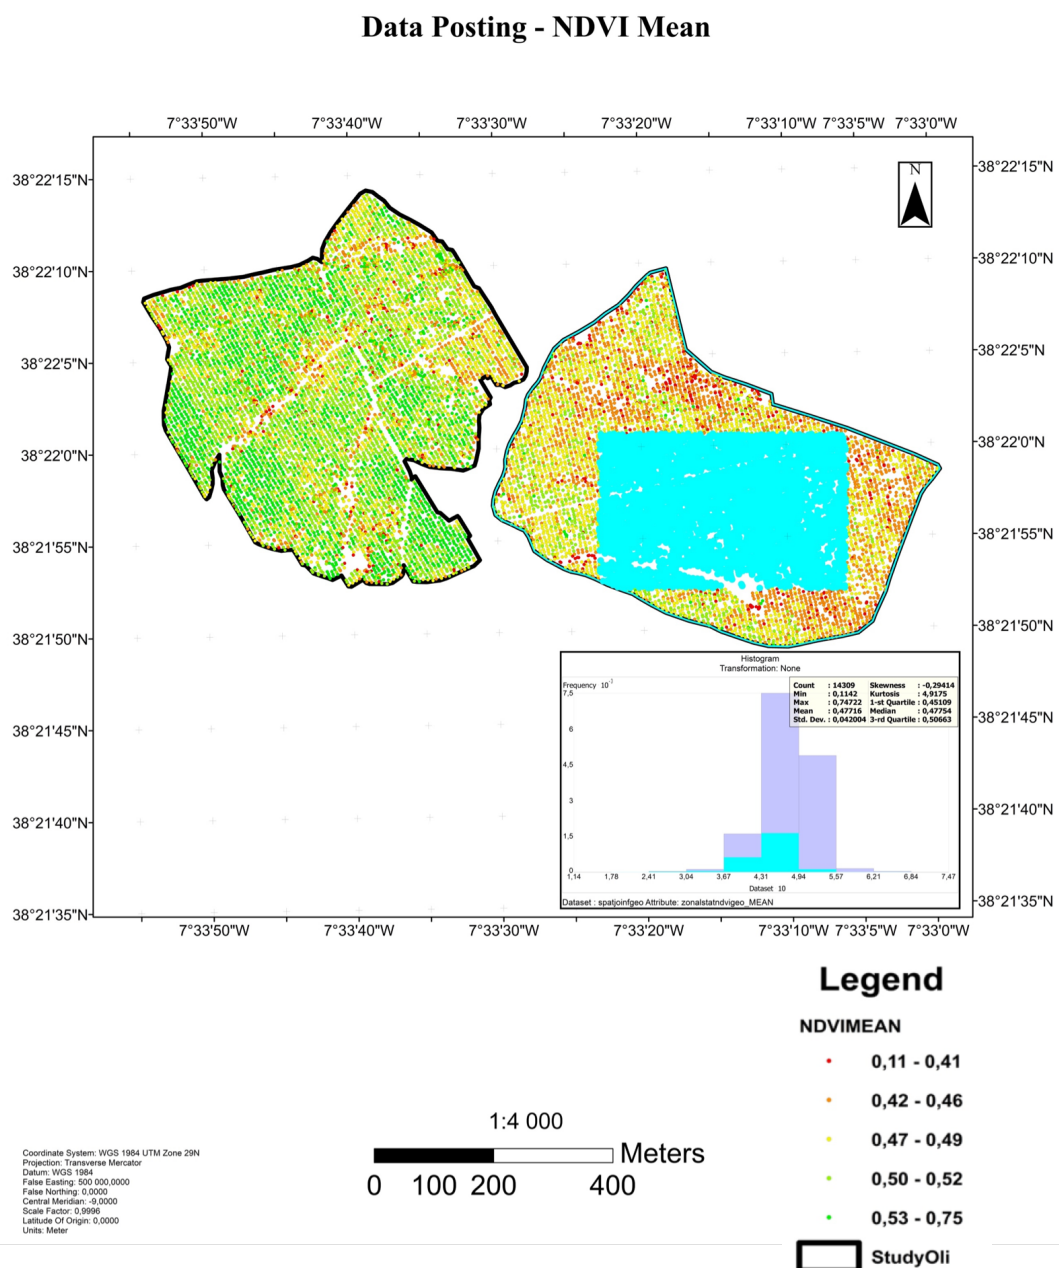 Data Posting - NDVI Mean
7°33'50"W 7°33'40"W 7°33'30"W 7°33'20"W 7°33'10"W 7°33'5"W 7°33'0"W
N
38°22'15"N 38°22'15"N
38°22'10"N 38°22'10"N
38°22'5"N 38°22'5"N
38°22'0"N 38°22'0"N
38°21'55"N 38°21'55"N
38°21'50"N 38°21'50"N
38°21'45"N 38°21'45"N
38°21'40"N 38°21'40"N
38°21'35"N 38°21'35"N
Histogram
Transformation: None
Frequency 10
Count : 14309 Skewness : -0,29414
Min : 0,1142 Kurtosis : 4,9175
Max : 0,74722 1-st Quartile : 0,45109
Mean : 0,47716 Median : 0,47754
Std. Dev. : 0,042004 3-rd Quartile : 0,50663
7,5
6
4,5
3
1,5
0
1,14 1,78 2,41 3,04 3,67 4,31 4,94 5,57 6,21 6,84 7,47
Dataset 10
Dataset : spatjoinfgeo Attribute: zonalstatndvigeo_MEAN
7°33'50"W 7°33'40"W 7°33'30"W 7°33'20"W 7°33'10"W 7°33'5"W 7°33'0"W
Legend
NDVIMEAN
0,11 - 0,41
0,42 - 0,46
0,47 - 0,49
0,50 - 0,52
0,53 - 0,75
StudyOli
1:4 000
Meters
0 100 200 400
Coordinate System: WGS 1984 UTM Zone 29N
Projection: Transverse Mercator
Datum: WGS 1984
False Easting: 500 000,0000
False Northing: 0,0000
Central Meridian: -9,0000
Scale Factor: 0,9996
Latitude Of Origin: 0,0000
Units: Meter